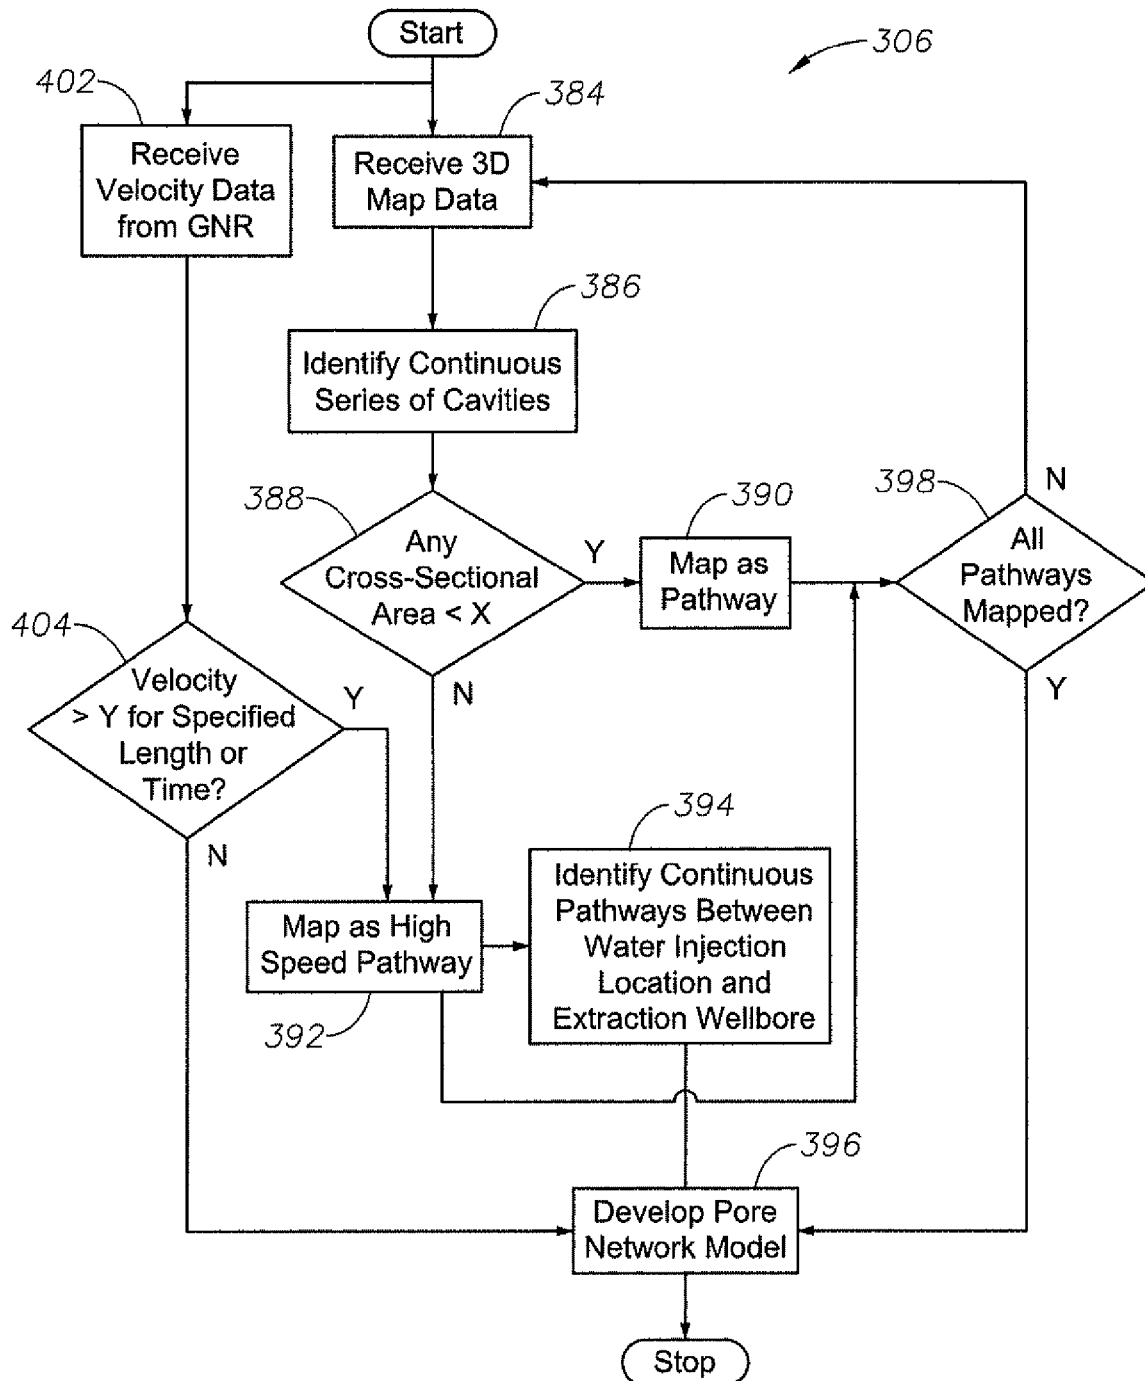 Start
306
402
384
Receive
Velocity Data
from GNR
Receive 3D
Map Data
386
Identify Continuous
Series of Cavities
388
Any
Cross-Sectional
Area < X
Y
N
390
Map as
Pathway
398
All
Pathways
Mapped?
N
Y
404
Velocity
> Y for Specified
Length or
Time?
Y
N
Map as High
Speed Pathway
392
394
Identify Continuous
Pathways Between
Water Injection
Location and
Extraction Wellbore
396
Develop Pore
Network Model
Stop